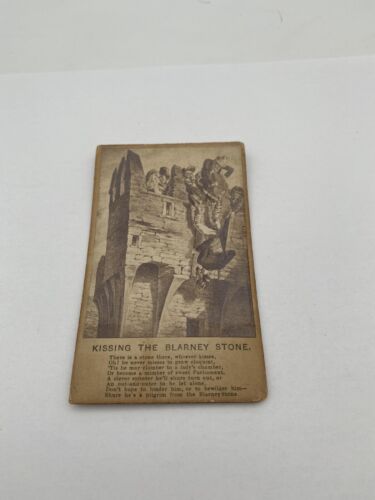 KISSING THE BLARNEY STONE.
There is a stone there, whoever kisses,
Oh! he never misses to grow eloquent,
'Tis he may clamber to a lady's chamber,
Or become a member of sweet Parliament,
A clever spouter he'll shure turn out, or
An out-and-outer to be let alone,
Don't hope to hinder him, or to bewilder him—
Shure he's a pilgrim from the Blarney Stone.